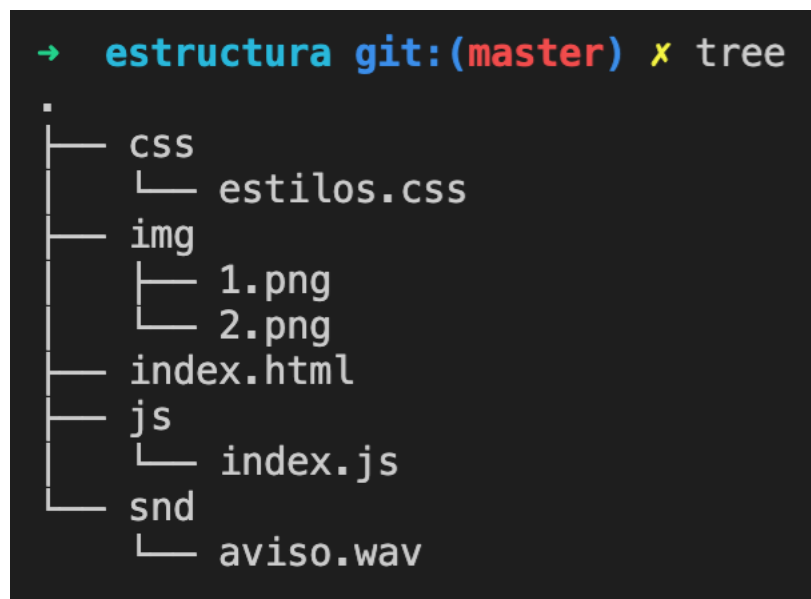 ➜  estructura git:(master) ✗ tree
.
├── css
│   └── estilos.css
├── img
│   ├── 1.png
│   └── 2.png
├── index.html
├── js
│   └── index.js
└── snd
    └── aviso.wav